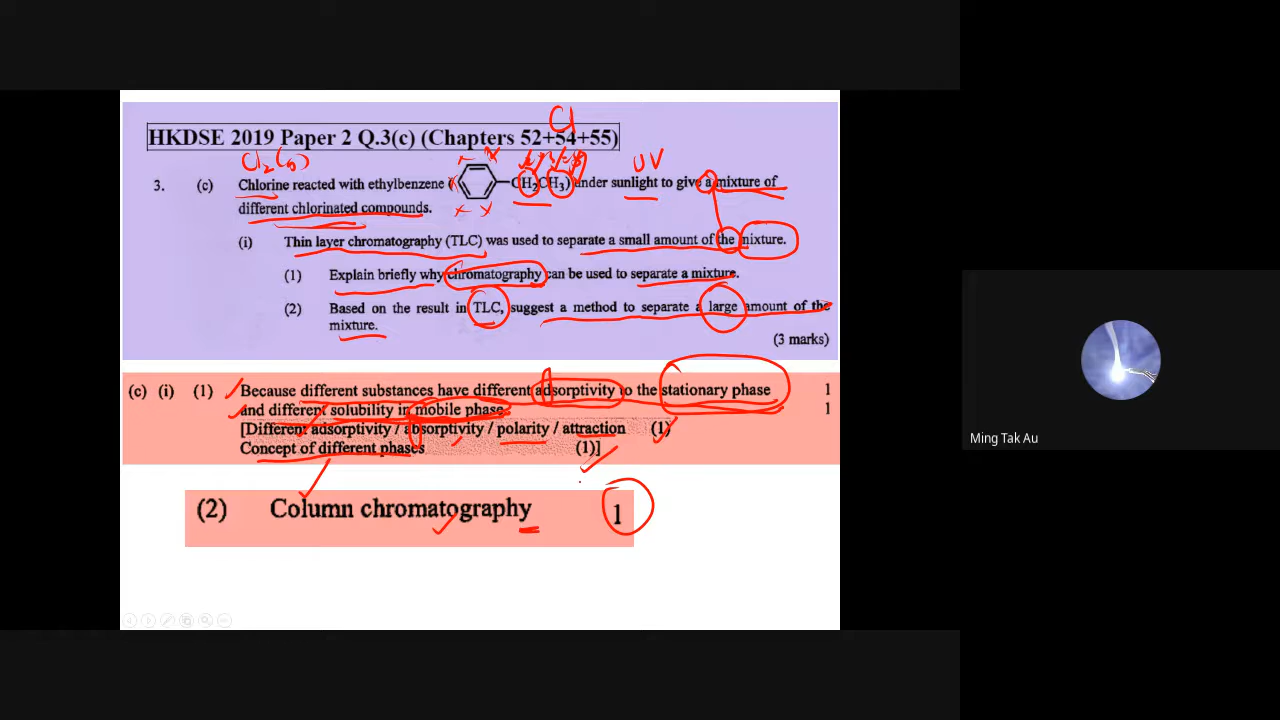 Cl
HKDSE 2019 Paper 2 Q.3(c) (Chapters 52+54+55)
Cl2(g)
UV
3. (c) Chlorine reacted with ethylbenzene ( CH2CH3) under sunlight to give a mixture of
different chlorinated compounds.
(i) Thin layer chromatography (TLC) was used to separate a small amount of the mixture.
(1) Explain briefly why chromatography can be used to separate a mixture.
(2) Based on the result in TLC, suggest a method to separate a large amount of the
mixture.
(3 marks)
(c) (i) (1) Because different substances have different adsorptivity to the stationary phase 1
and different solubility in mobile phase 1
[Different adsorptivity / absorptivity / polarity / attraction (1)
Concept of different phases (1)]
(2) Column chromatography 1
Ming Tak Au